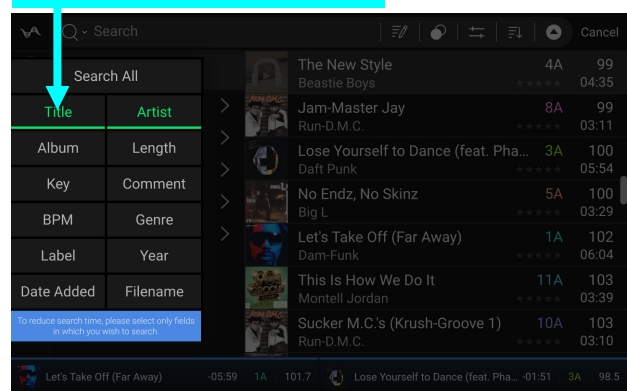 Search
Cancel
Search All
Title Artist
Album Length
Key Comment
BPM Genre
Label Year
Date Added Filename
To reduce search time, please select only fields
in which you wish to search.
The New Style 4A 99
Beastie Boys 04:35
Jam-Master Jay 8A 99
Run-D.M.C. 03:11
Lose Yourself to Dance (feat. Pha... 3A 100
Daft Punk 05:54
No Endz, No Skinz 5A 100
Big L 03:29
Let's Take Off (Far Away) 1A 102
Dam-Funk 06:04
This Is How We Do It 11A 103
Montell Jordan 03:39
Sucker M.C.'s (Krush-Groove 1) 10A 103
Run-D.M.C. 03:10
Let's Take Off (Far Away) -05:59 1A 101.7 Lose Yourself to Dance (feat. Pha... -01:51 3A 98.5